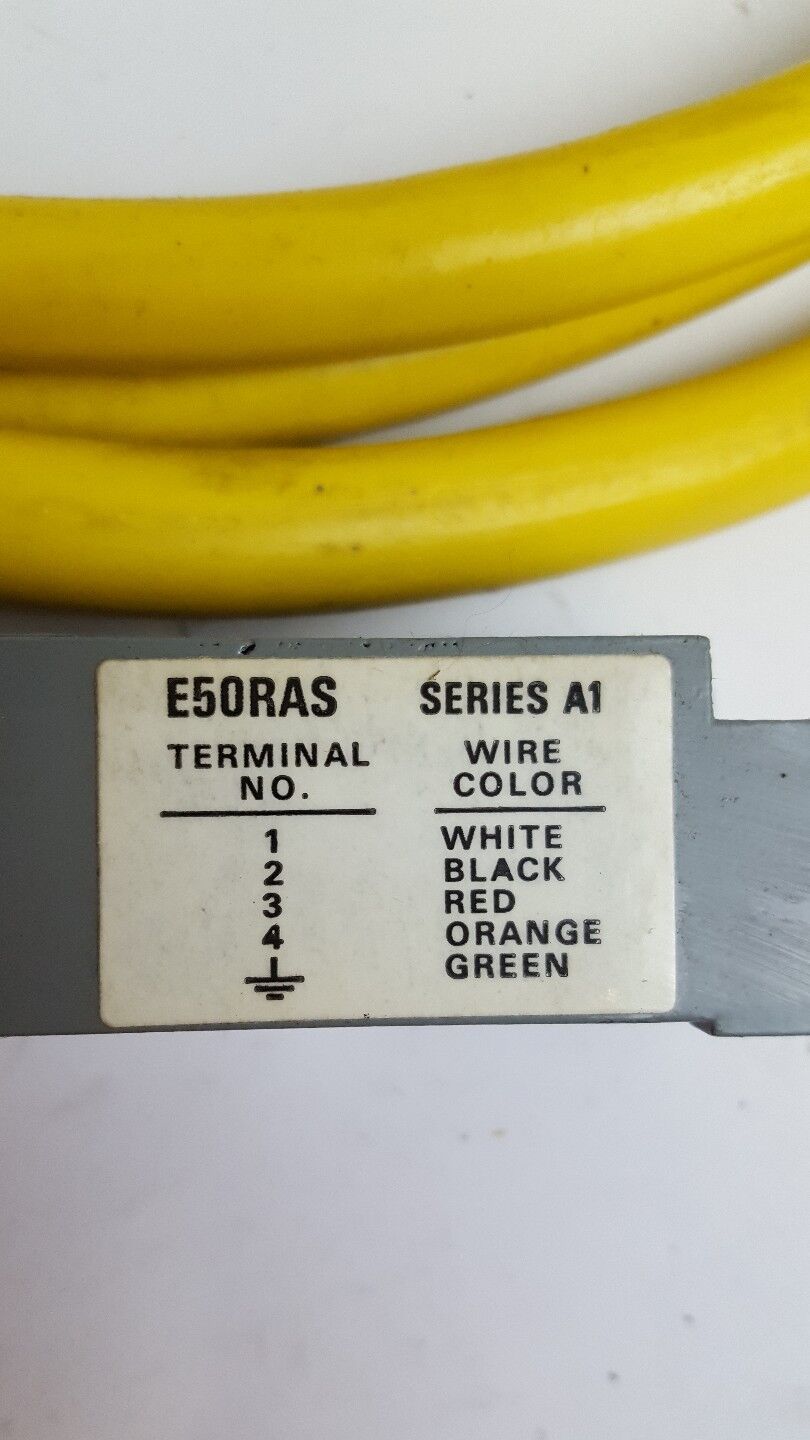 E50RAS SERIES A1
TERMINAL NO. WIRE COLOR
1 WHITE
2 BLACK
3 RED
4 ORANGE
⏚ GREEN